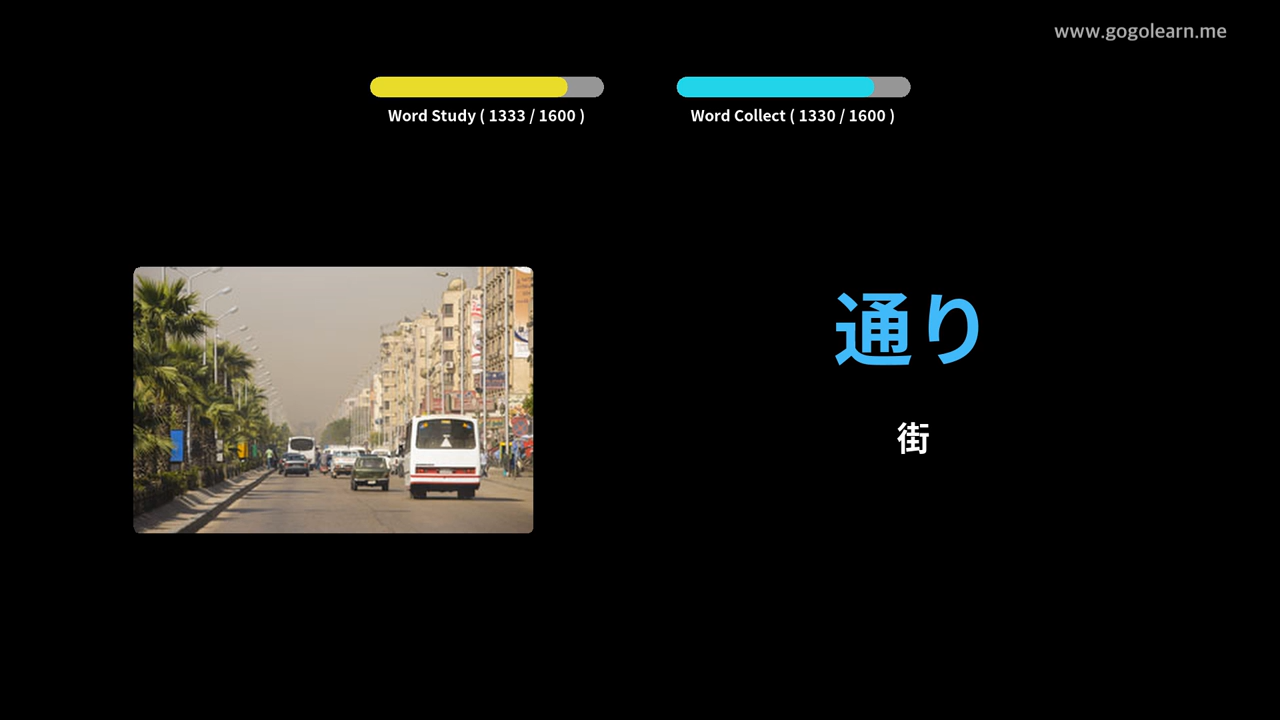 www.gogolearn.me
Word Study ( 1333 / 1600 )
Word Collect ( 1330 / 1600 )
通り
街